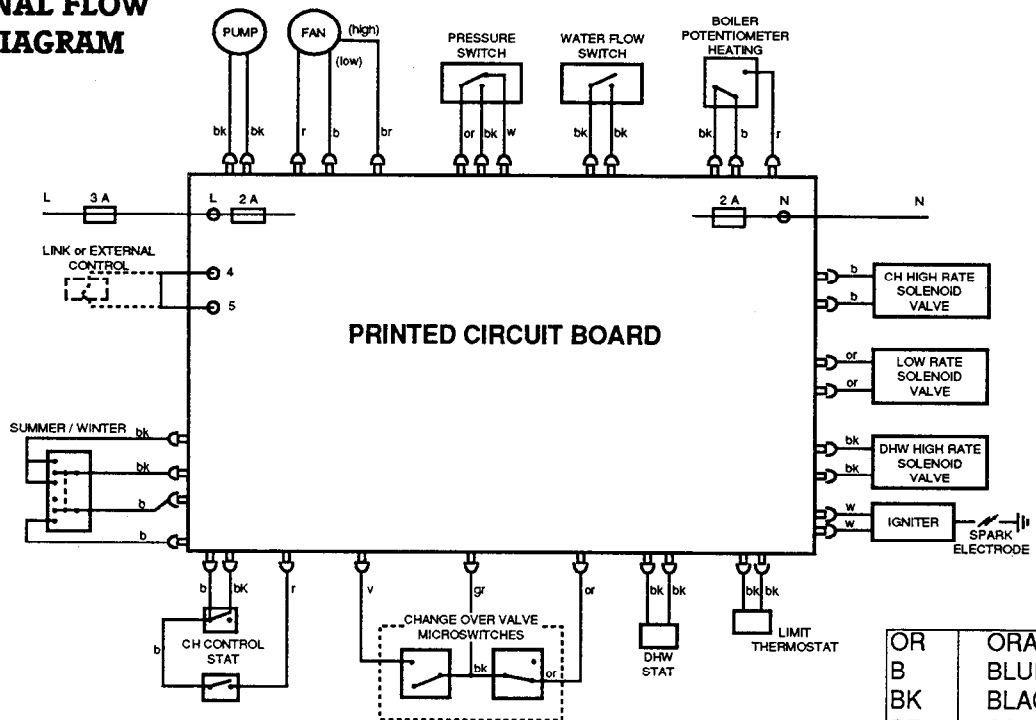 NAL FLOW
IAGRAM
PUMP
FAN
(high)
(low)
PRESSURE
SWITCH
WATER FLOW
SWITCH
BOILER
POTENTIOMETER
HEATING
bk
bk
r
b
br
or
bk
w
bk
bk
bk
b
r
L
3 A
L
2 A
2 A
N
N
LINK or EXTERNAL
CONTROL
4
5
PRINTED CIRCUIT BOARD
b
b
CH HIGH RATE
SOLENOID
VALVE
or
or
LOW RATE
SOLENOID
VALVE
bk
bk
DHW HIGH RATE
SOLENOID
VALVE
w
w
IGNITER
SPARK
ELECTRODE
SUMMER / WINTER
bk
bk
b
b
b
bK
r
v
gr
or
bk
bk
bk
bk
CH CONTROL
STAT
b
CHANGE OVER VALVE
MICROSWITCHES
bk
or
DHW
STAT
LIMIT
THERMOSTAT
OR ORA
B BLU
BK BLA